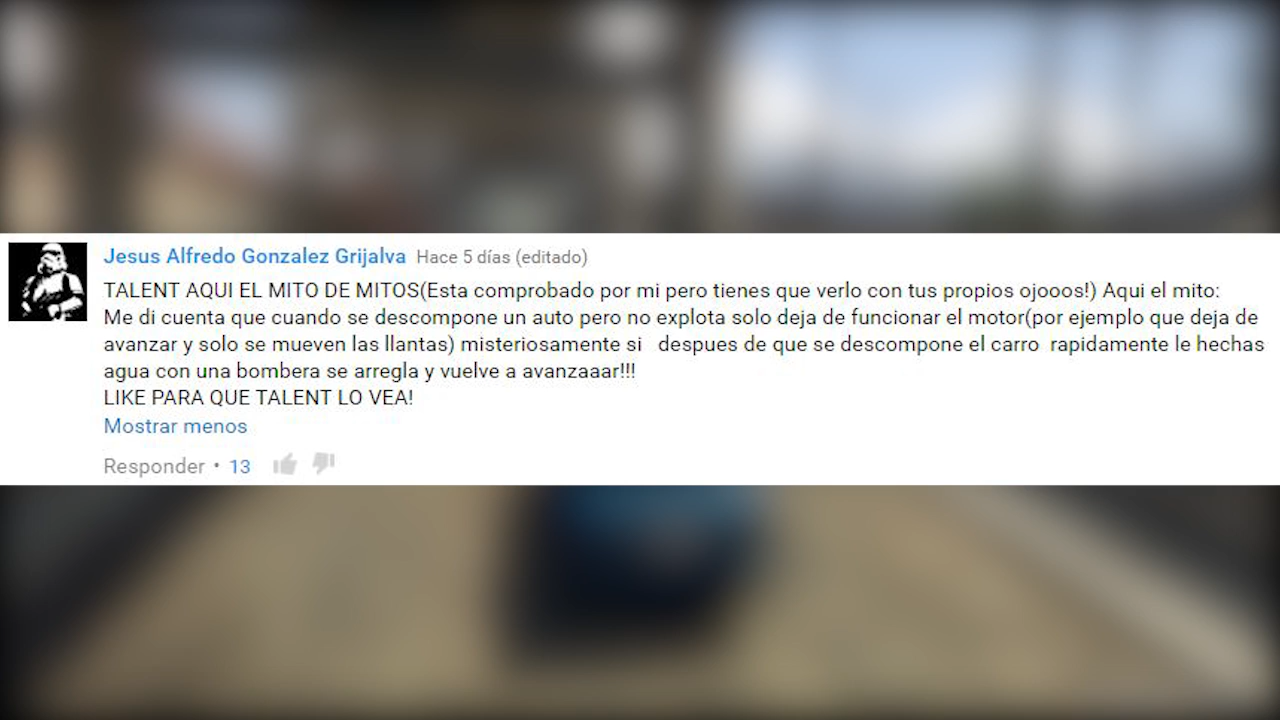 Jesus Alfredo Gonzalez Grijalva Hace 5 días (editado)
TALENT AQUI EL MITO DE MITOS(Esta comprobado por mi pero tienes que verlo con tus propios ojooos!) Aqui el mito:
Me di cuenta que cuando se descompone un auto pero no explota solo deja de funcionar el motor(por ejemplo que deja de
avanzar y solo se mueven las llantas) misteriosamente si   despues de que se descompone el carro  rapidamente le hechas
agua con una bombera se arregla y vuelve a avanzaaar!!!
LIKE PARA QUE TALENT LO VEA!
Mostrar menos
Responder • 13